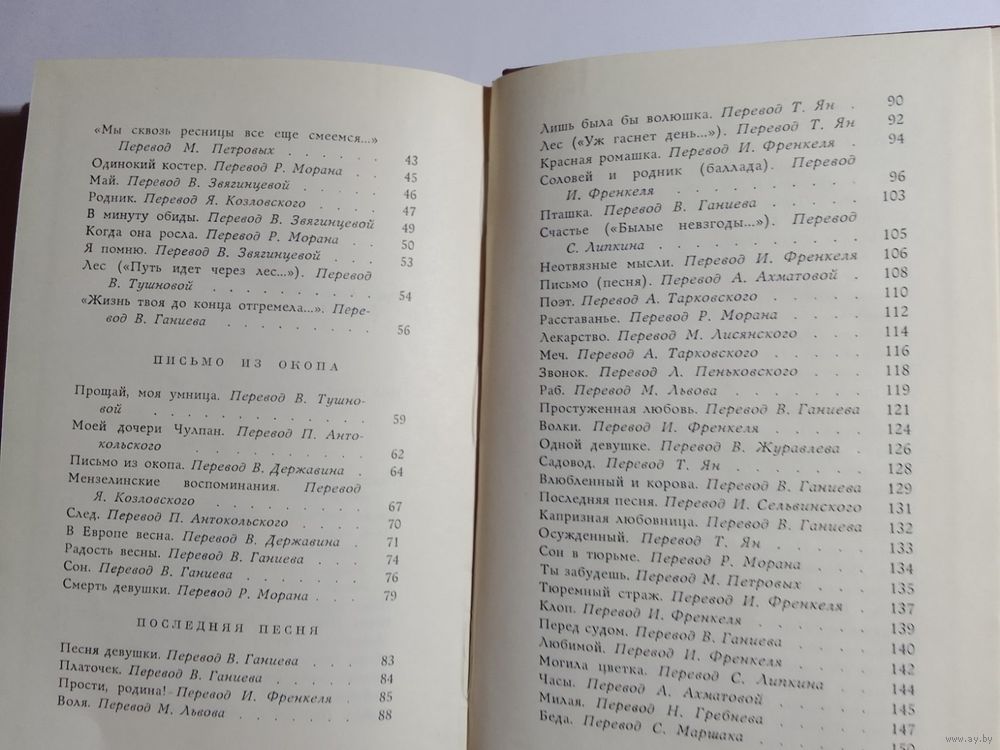 «Мы сквозь ресницы все еще смеемся...»
Перевод М. Петровых . . . . . . 43
Одинокий костер. Перевод Р. Морана . . 45
Май. Перевод В. Звягинцевой . . . . 46
Родник. Перевод Я. Козловского . . . . 47
В минуту обиды. Перевод В. Звягинцевой . 49
Когда она росла. Перевод Р. Морана . . 50
Я помню. Перевод В. Звягинцевой . . . 53
Лес («Путь идет через лес...»). Перевод
В. Тушновой . . . . . . . . . 54
«Жизнь твоя до конца отгремела...». Пере-
вод В. Ганиева . . . . . . . . 56
ПИСЬМО ИЗ ОКОПА
Прощай, моя умница. Перевод В. Тушно-
вой . . . . . . . . . . . 59
Моей дочери Чулпан. Перевод П. Анто-
кольского . . . . . . . . . 62
Письмо из окопа. Перевод В. Державина . 64
Мензелинские воспоминания. Перевод
Я. Козловского . . . . . . . . 67
След. Перевод П. Антокольского . . . . 70
В Европе весна. Перевод В. Державина . 71
Радость весны. Перевод В. Ганиева . . . 74
Сон. Перевод В. Ганиева . . . . . . 76
Смерть девушки. Перевод Р. Морана . . . 79
ПОСЛЕДНЯЯ ПЕСНЯ
Песня девушки. Перевод В. Ганиева . . . 83
Платочек. Перевод В. Ганиева . . . . 84
Прости, родина! Перевод И. Френкеля . . 85
Воля. Перевод М. Львова . . . . . . 88
Лишь была бы волюшка. Перевод Т. Ян . 90
Лес («Уж гаснет день...»). Перевод Т. Ян 92
Красная ромашка. Перевод И. Френкеля . 94
Соловей и родник (баллада). Перевод
И. Френкеля . . . . . . . . 96
Пташка. Перевод В. Ганиева . . . . . 103
Счастье («Былые невзгоды...»). Перевод
С. Липкина . . . . . . . . 105
Неотвязные мысли. Перевод И. Френкеля 106
Письмо (песня). Перевод А. Ахматовой . 108
Поэт. Перевод А. Тарковского . . . . 110
Расставанье. Перевод Р. Морана . . . . 112
Лекарство. Перевод М. Лисянского . . . 114
Меч. Перевод А. Тарковского . . . . . 116
Звонок. Перевод Л. Пеньковского . . . 118
Раб. Перевод М. Львова . . . . . . 119
Простуженная любовь. Перевод В. Ганиева 121
Волки. Перевод И. Френкеля . . . . . 124
Одной девушке. Перевод В. Журавлева . 126
Садовод. Перевод Т. Ян . . . . . . 128
Влюбленный и корова. Перевод В. Ганиева 129
Последняя песня. Перевод И. Сельвинского 131
Капризная любовница. Перевод В. Ганиева 132
Осужденный. Перевод Т. Ян . . . . . 133
Сон в тюрьме. Перевод Р. Морана . . . 134
Ты забудешь. Перевод М. Петровых . . 135
Тюремный страж. Перевод И. Френкеля . 137
Клоп. Перевод И. Френкеля . . . . . 139
Перед судом. Перевод В. Ганиева . . . 140
Любимой. Перевод И. Френкеля . . . . 142
Могила цветка. Перевод С. Липкина . . 144
Часы. Перевод А. Ахматовой . . . . . 145
Милая. Перевод Н. Гребнева . . . . . 147
Беда. Перевод С. Маршака . . . . .
www.ay.by